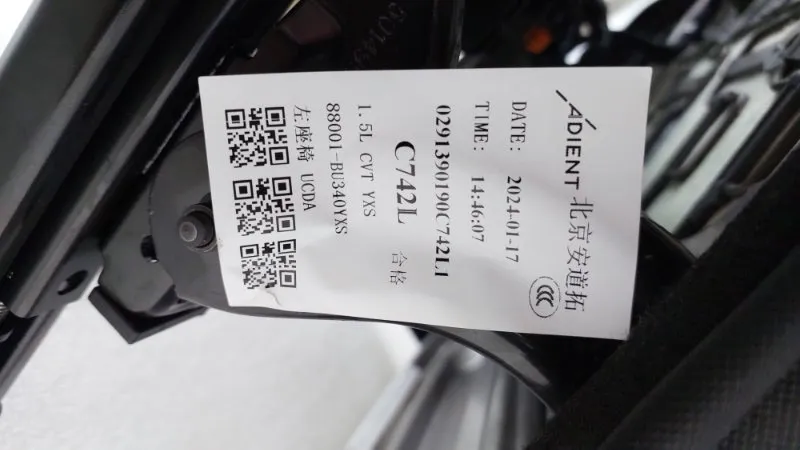 ADIENT 北京安道拓
DATE: 2024-01-17
TIME: 14:46:07
CCC
0291390190C742L1
C742L 合格
1.5L CVT YXS
88001-BU340YXS
左座椅 UCDA